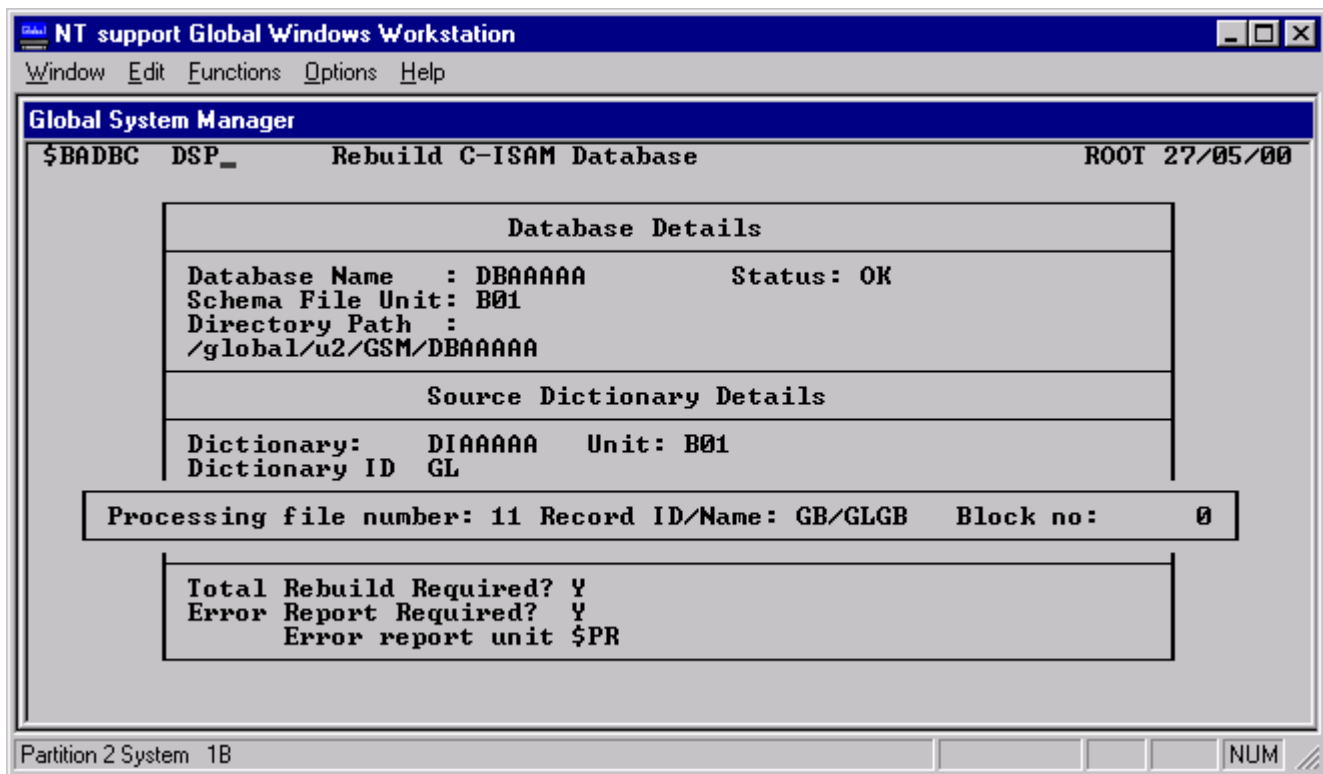 NT support Global Windows Workstation
Window Edit Functions Options Help
Global System Manager
$BADBC DSP_ Rebuild C-ISAM Database ROOT 27/05/00
Database Details
Database Name : DBAAAAA Status: OK
Schema File Unit: B01
Directory Path :
/global/u2/GSM/DBAAAAA
Source Dictionary Details
Dictionary: DIAAAAA Unit: B01
Dictionary ID GL
Processing file number: 11 Record ID/Name: GB/GLGB Block no: 0
Total Rebuild Required? Y
Error Report Required? Y
Error report unit $PR
Partition 2 System 1B NUM